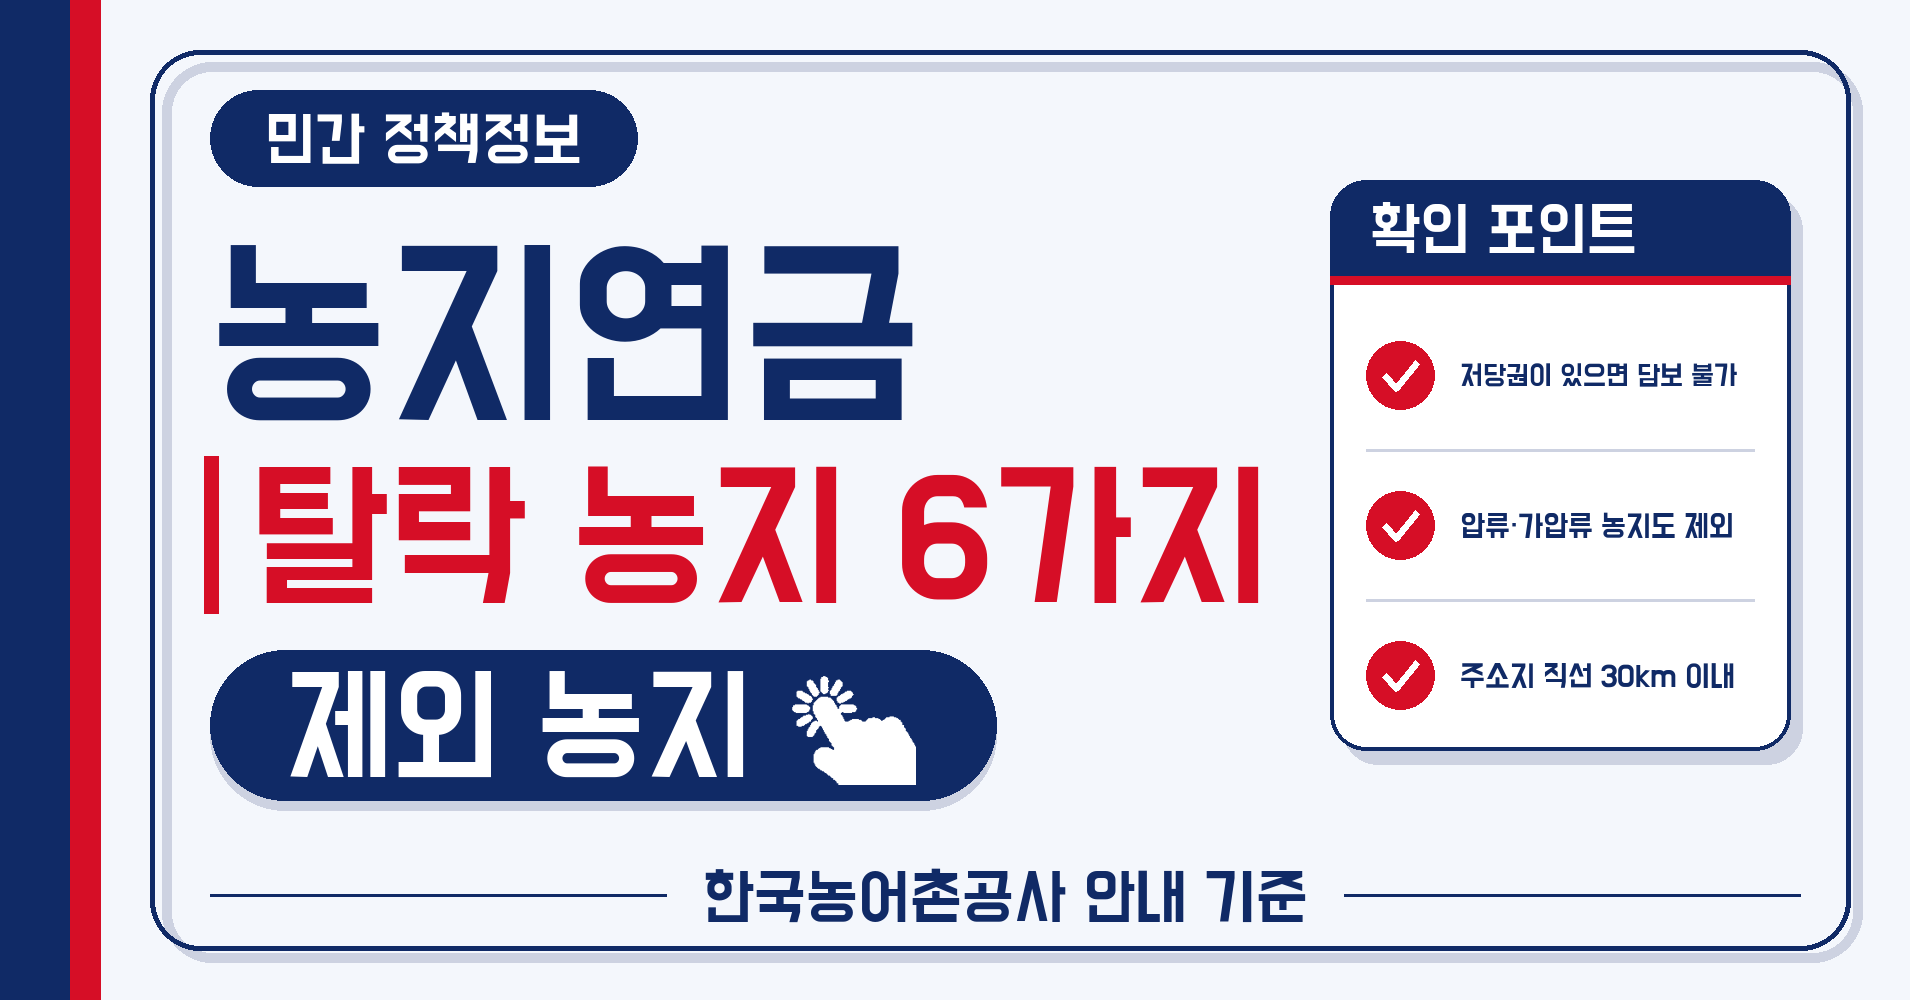 민간 정책정보
농지연금
탈락 농지 6가지
제외 농지
확인 포인트
저당권이 있으면 담보 불가
압류·가압류 농지도 제외
주소지 직선 30km 이내
한국농어촌공사 안내 기준